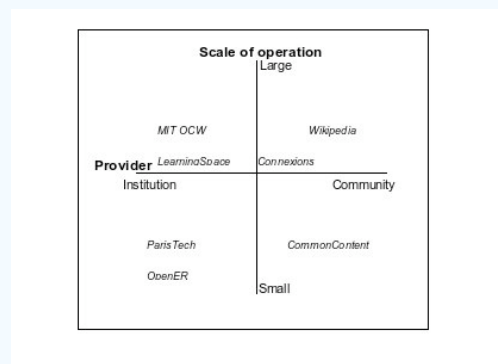 Scale of operation
Large
MIT OCW Wikipedia
Provider LearningSpace Connexions
Institution Community
ParisTech CommonContent
OpenER
Small